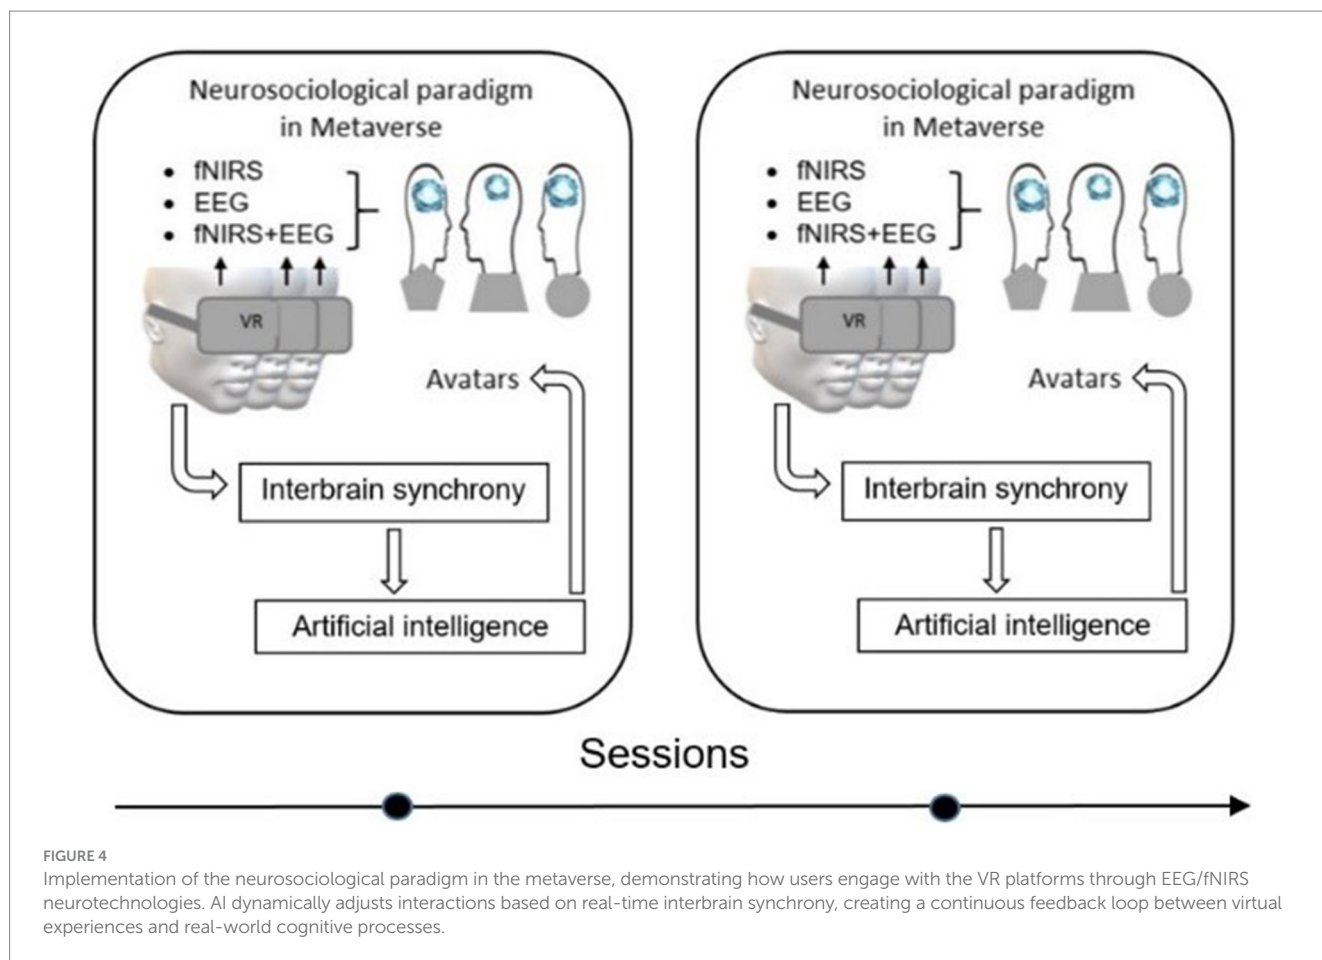 Neurosociological paradigm
in Metaverse
• fNIRS
• EEG
• fNIRS+EEG
VR
Avatars
Interbrain synchrony
Artificial intelligence
Neurosociological paradigm
in Metaverse
• fNIRS
• EEG
• fNIRS+EEG
VR
Avatars
Interbrain synchrony
Artificial intelligence
Sessions
FIGURE 4
Implementation of the neurosociological paradigm in the metaverse, demonstrating how users engage with the VR platforms through EEG/fNIRS
neurotechnologies. AI dynamically adjusts interactions based on real-time interbrain synchrony, creating a continuous feedback loop between virtual
experiences and real-world cognitive processes.